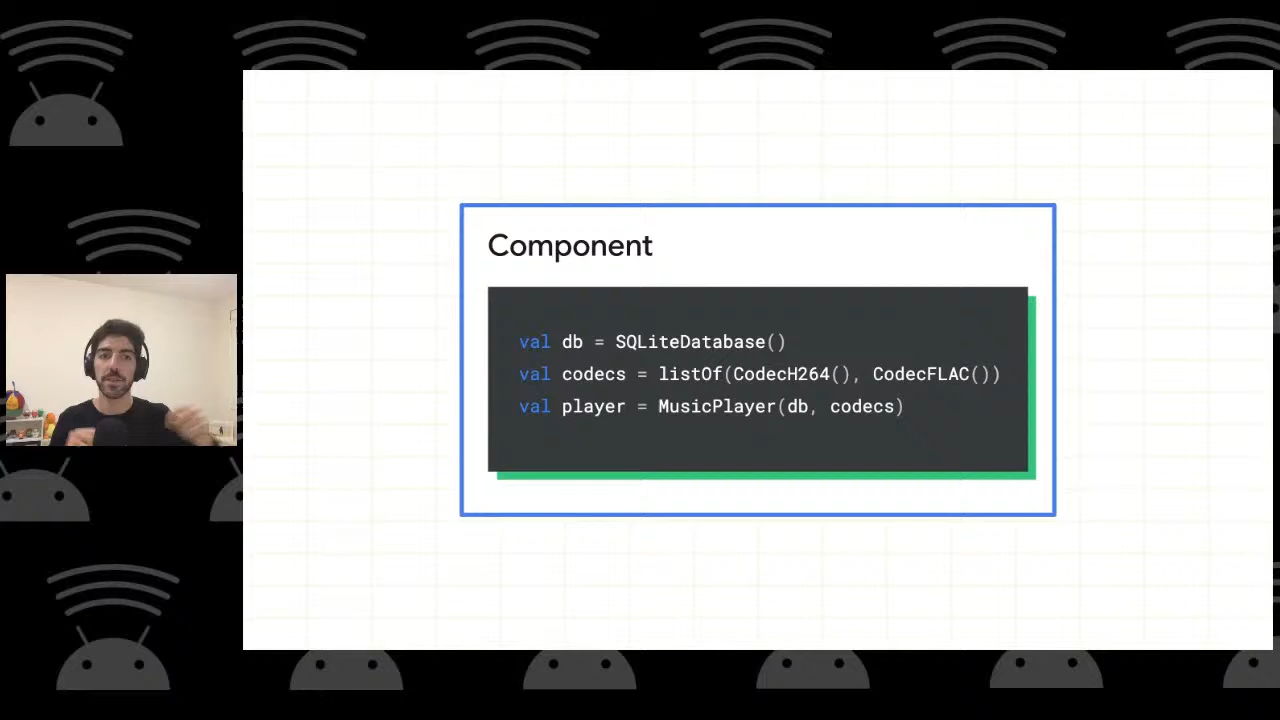 Component
val db = SQLiteDatabase()
val codecs = listOf(CodecH264(), CodecFLAC())
val player = MusicPlayer(db, codecs)